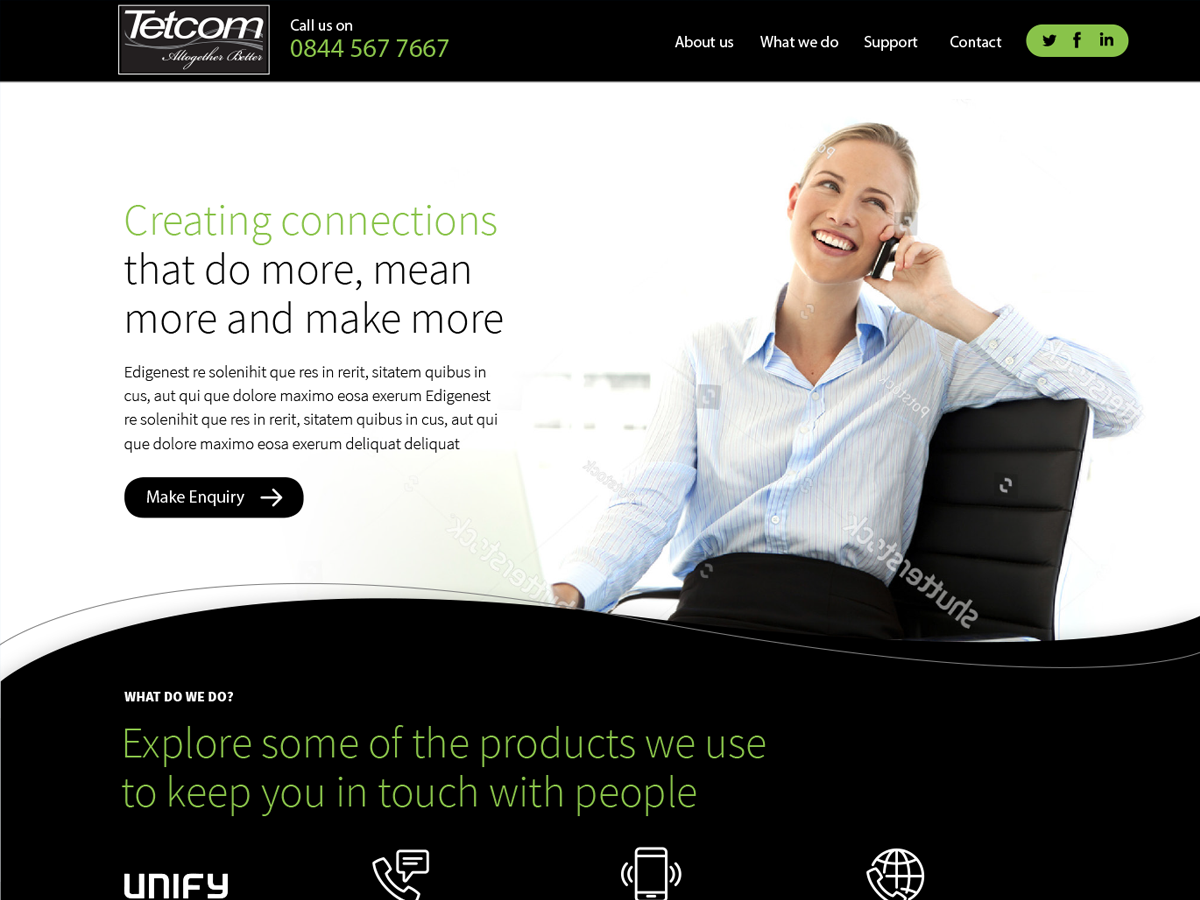 Tetcom
Altogether Better
Call us on
0844 567 7667
About us
What we do
Support
Contact
Creating connections
that do more, mean
more and make more
Edigenest re solenihit que res in rerit, sitatem quibus in
cus, aut qui que dolore maximo eosa exerum Edigenest
re solenihit que res in rerit, sitatem quibus in cus, aut qui
que dolore maximo eosa exerum deliquat deliquat
Make Enquiry
shutterstock
shutterstock
WHAT DO WE DO?
Explore some of the products we use
to keep you in touch with people
UNIFY